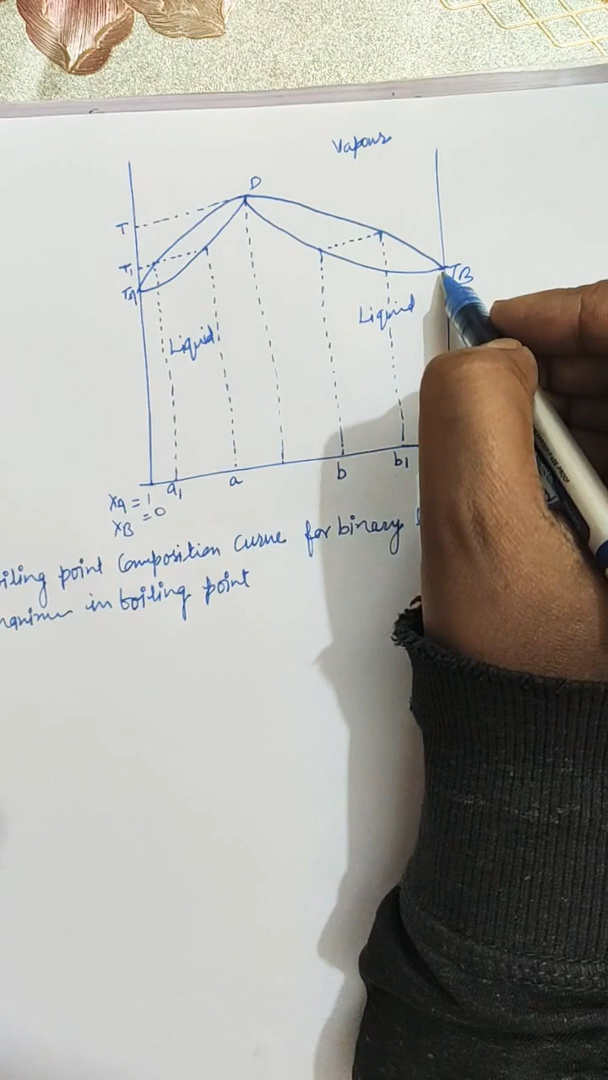 Vapours
D
T
T1
TA
TB
Liquid
Liquid
a1
a
b
b1
XA = 1
XB = 0
point Composition curve for binary
in boiling point